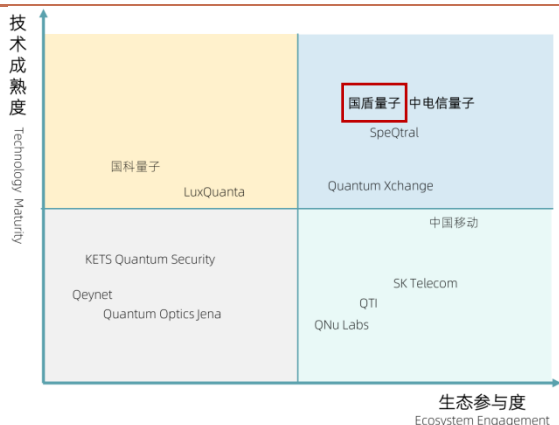 技术成熟度
Technology Maturity
国盾量子 中电信量子
SpeQtral
国科量子
LuxQuanta
Quantum Xchange
中国移动
KETS Quantum Security
Qeynet
Quantum Optics Jena
SK Telecom
QTI
QNu Labs
生态参与度
Ecosystem Engagement